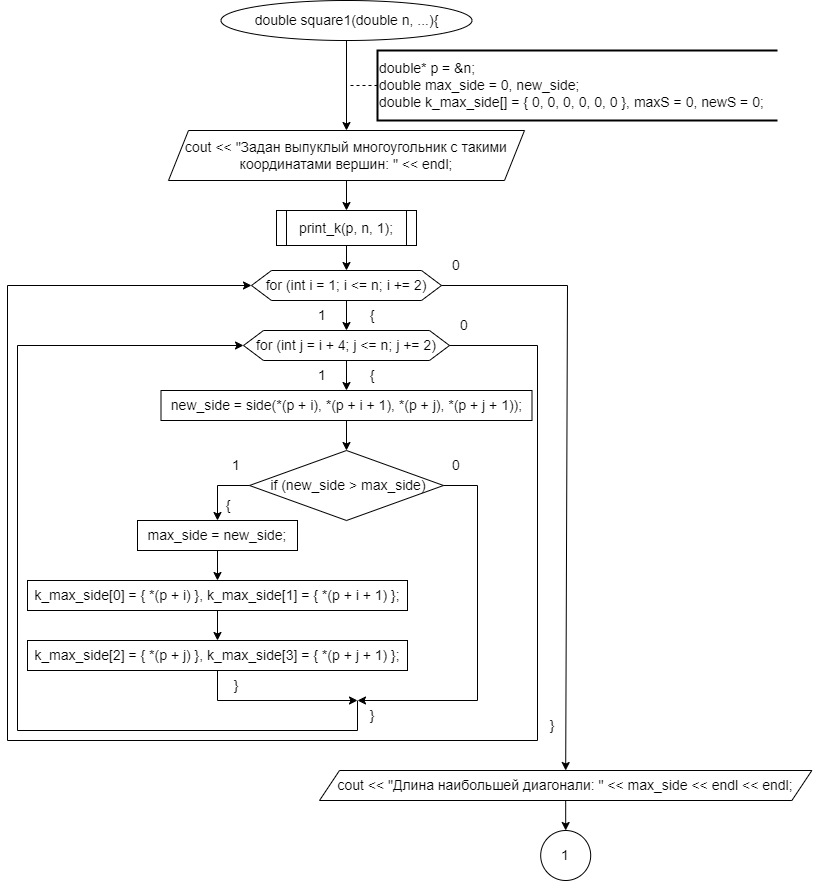 double square1(double n, ...){
double* p = &n;
double max_side = 0, new_side;
double k_max_side[] = { 0, 0, 0, 0, 0, 0 }, maxS = 0, newS = 0;
cout << "Задан выпуклый многоугольник с такими
координатами вершин: " << endl;
print_k(p, n, 1);
0
for (int i = 1; i <= n; i += 2)
1 {
0
for (int j = i + 4; j <= n; j += 2)
1 {
new_side = side(*(p + i), *(p + i + 1), *(p + j), *(p + j + 1));
1 0
if (new_side > max_side)
{
max_side = new_side;
k_max_side[0] = { *(p + i) }, k_max_side[1] = { *(p + i + 1) };
k_max_side[2] = { *(p + j) }, k_max_side[3] = { *(p + j + 1) };
}
}
}
cout << "Длина наибольшей диагонали: " << max_side << endl << endl;
1